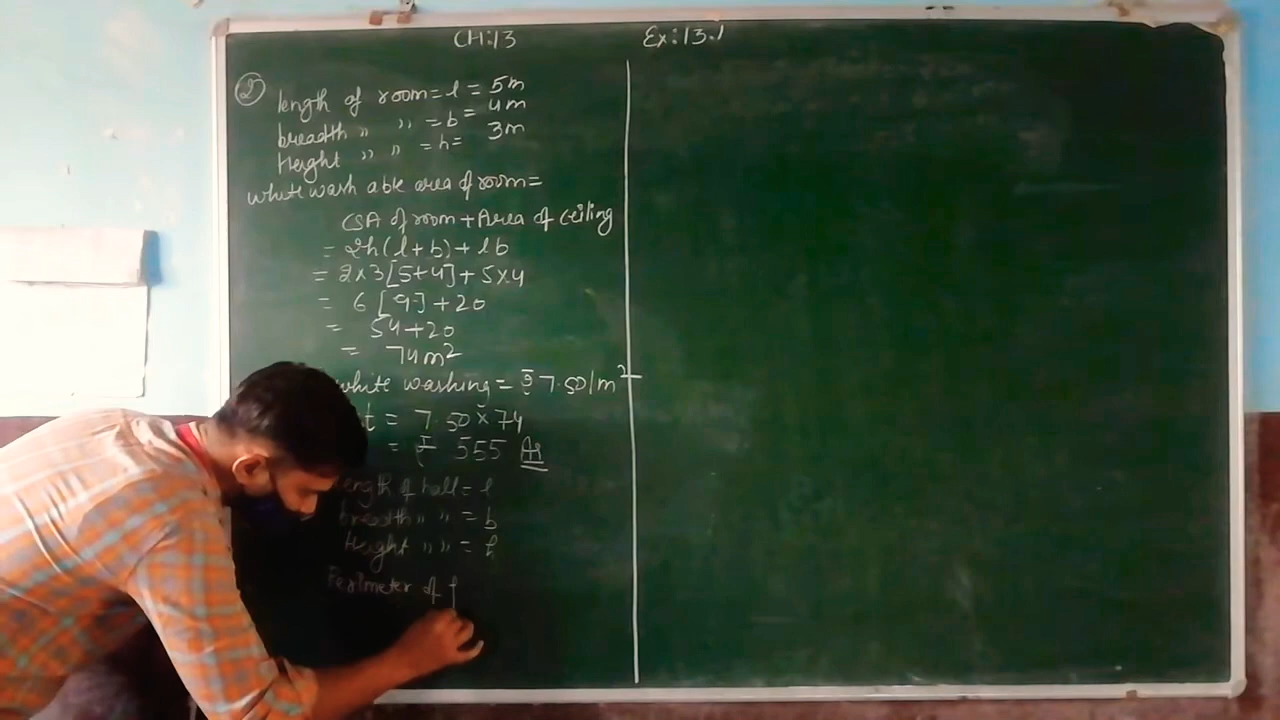 CH:13
Ex:13.1
② length of room = l = 5m
breadth " " = b = 4m
Height " " = h = 3m
white wash able area of room =
CSA of room + Area of ceiling
= 2h(l+b) + lb
= 2×3[5+4] + 5×4
= 6[9] + 20
= 54+20
= 74m²
white washing = ₹ 7.50/m²
t = 7.50×74
= ₹ 555 As
length of hall = l
breadth " " = b
Height " " = h
Perimeter of f